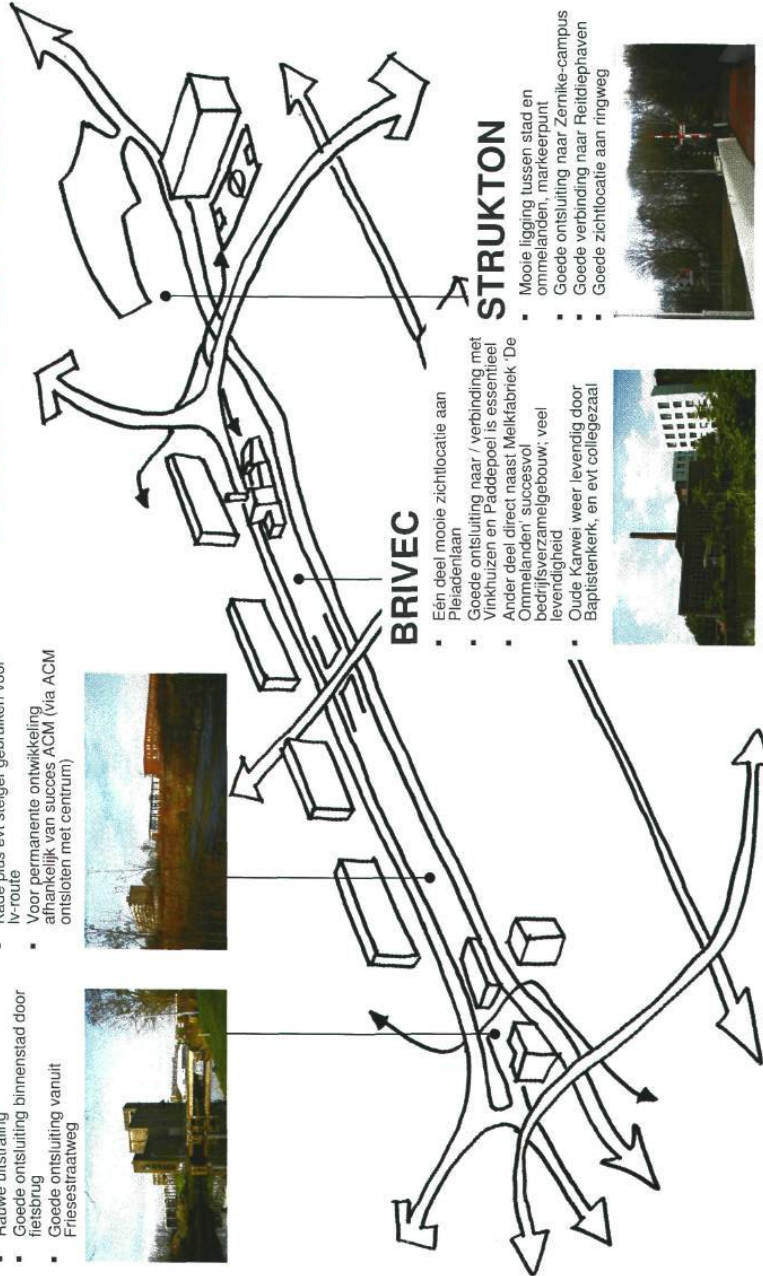 Rauwe uitstraling
Goede ontsluiting binnenstad door
fietsbrug
Goede ontsluiting vanuit
Friesestraatweg
Kade plus evt steiger gebruiken voor
lv-route
Voor permanente ontwikkeling
afhankelijk van succes ACM (via ACM
ontsloten met centrum)
BRIVEC
Eén deel mooie zichtlocatie aan
Pleiadenlaan
Goede ontsluiting naar / verbinding met
Vinkhuizen en Paddepoel is essentieel
Ander deel direct naast Melkfabriek 'De
Ommelanden' succesvol
bedrijfsverzamelgebouw; veel
levendigheid
Oude Karwei weer levendig door
Baptistenkerk, en evt collegezaal
STRUKTON
Mooie ligging tussen stad en
ommelanden, markeerpunt
Goede ontsluiting naar Zernike-campus
Goede verbinding naar Reitdiephaven
Goede zichtlocatie aan ringweg